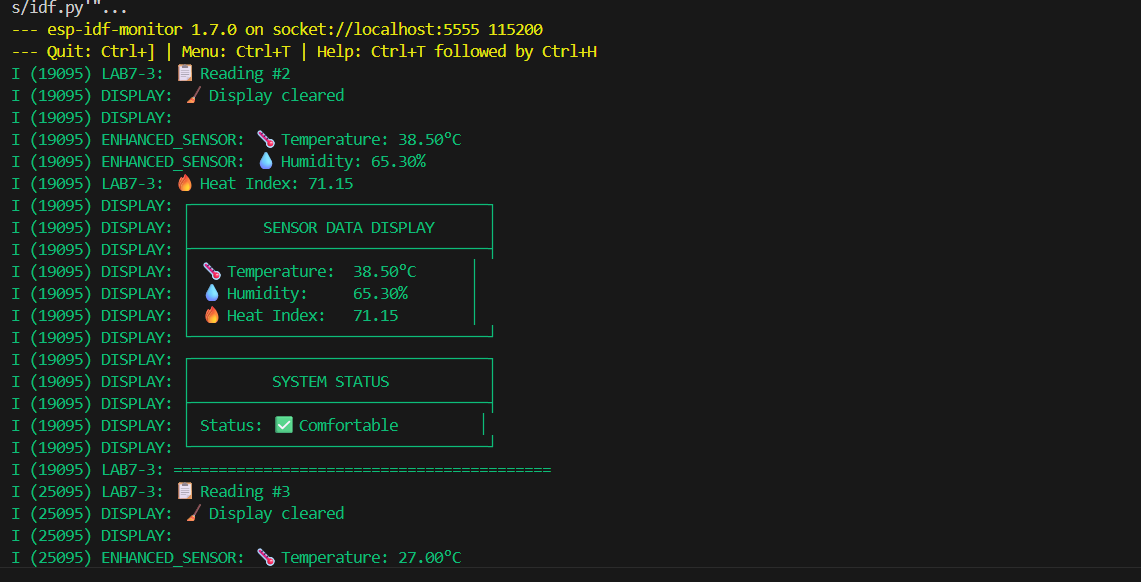 s/idf.py'"...
--- esp-idf-monitor 1.7.0 on socket://localhost:5555 115200
--- Quit: Ctrl+] | Menu: Ctrl+T | Help: Ctrl+T followed by Ctrl+H
I (19095) LAB7-3: 📋 Reading #2
I (19095) DISPLAY: 🧹 Display cleared
I (19095) DISPLAY:
I (19095) ENHANCED_SENSOR: 🌡️ Temperature: 38.50°C
I (19095) ENHANCED_SENSOR: 💧 Humidity: 65.30%
I (19095) LAB7-3: 🔥 Heat Index: 71.15
I (19095) DISPLAY: ┌─────────────────────────────────┐
I (19095) DISPLAY: │        SENSOR DATA DISPLAY      │
I (19095) DISPLAY: ├─────────────────────────────────┤
I (19095) DISPLAY: │ 🌡️ Temperature:  38.50°C      │
I (19095) DISPLAY: │ 💧 Humidity:     65.30%       │
I (19095) DISPLAY: │ 🔥 Heat Index:   71.15        │
I (19095) DISPLAY: └─────────────────────────────────┘
I (19095) DISPLAY: ┌─────────────────────────────────┐
I (19095) DISPLAY: │         SYSTEM STATUS           │
I (19095) DISPLAY: ├─────────────────────────────────┤
I (19095) DISPLAY: │ Status: ✅ Comfortable         │
I (19095) DISPLAY: └─────────────────────────────────┘
I (19095) LAB7-3: ==========================================
I (25095) LAB7-3: 📋 Reading #3
I (25095) DISPLAY: 🧹 Display cleared
I (25095) DISPLAY:
I (25095) ENHANCED_SENSOR: 🌡️ Temperature: 27.00°C